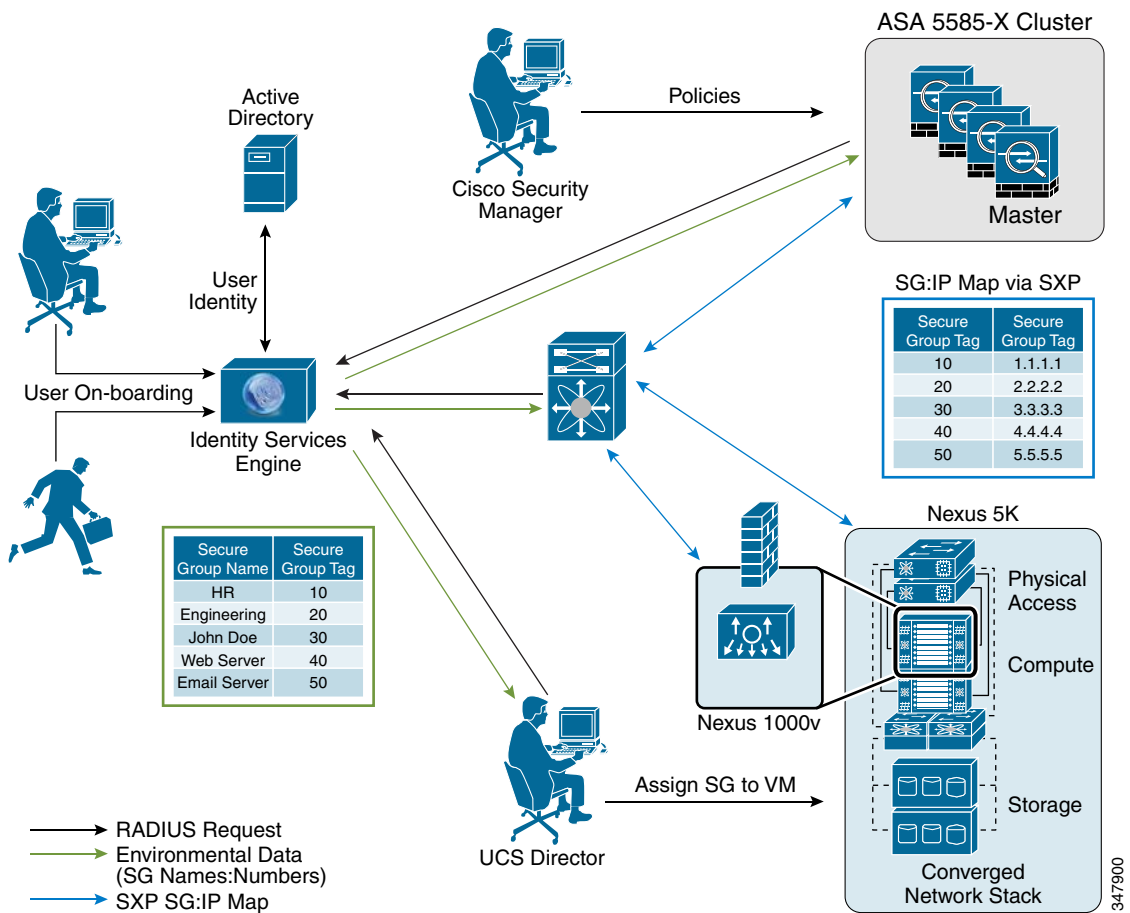 ASA 5585-X Cluster
Active
Directory
Policies
Cisco Security
Manager
Master
User
Identity
SG:IP Map via SXP
Secure Group Tag	Secure Group Tag
10	1.1.1.1
20	2.2.2.2
30	3.3.3.3
40	4.4.4.4
50	5.5.5.5
User On-boarding
Identity Services
Engine
Secure Group Name	Secure Group Tag
HR	10
Engineering	20
John Doe	30
Web Server	40
Email Server	50
Nexus 5K
Physical
Access
Compute
Nexus 1000v
Assign SG to VM
Storage
UCS Director
Converged
Network Stack
RADIUS Request
Environmental Data
(SG Names:Numbers)
SXP SG:IP Map
347900